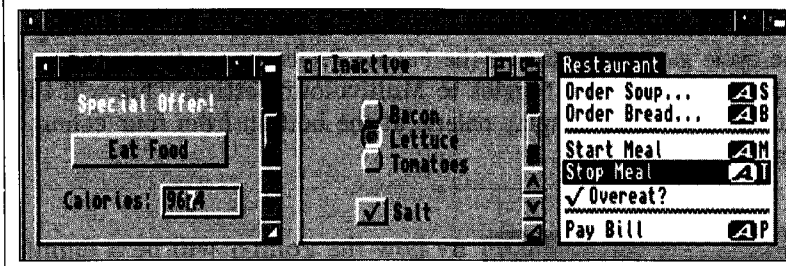 Special Offer!
Eat Food
Calories:
Inactive
Bacon
Lettuce
Tomatoes
✓ Salt
Restaurant
Order Soup... A S
Order Bread... A B
Start Meal A M
Stop Meal A T
✓ Overeat?
Pay Bill A P